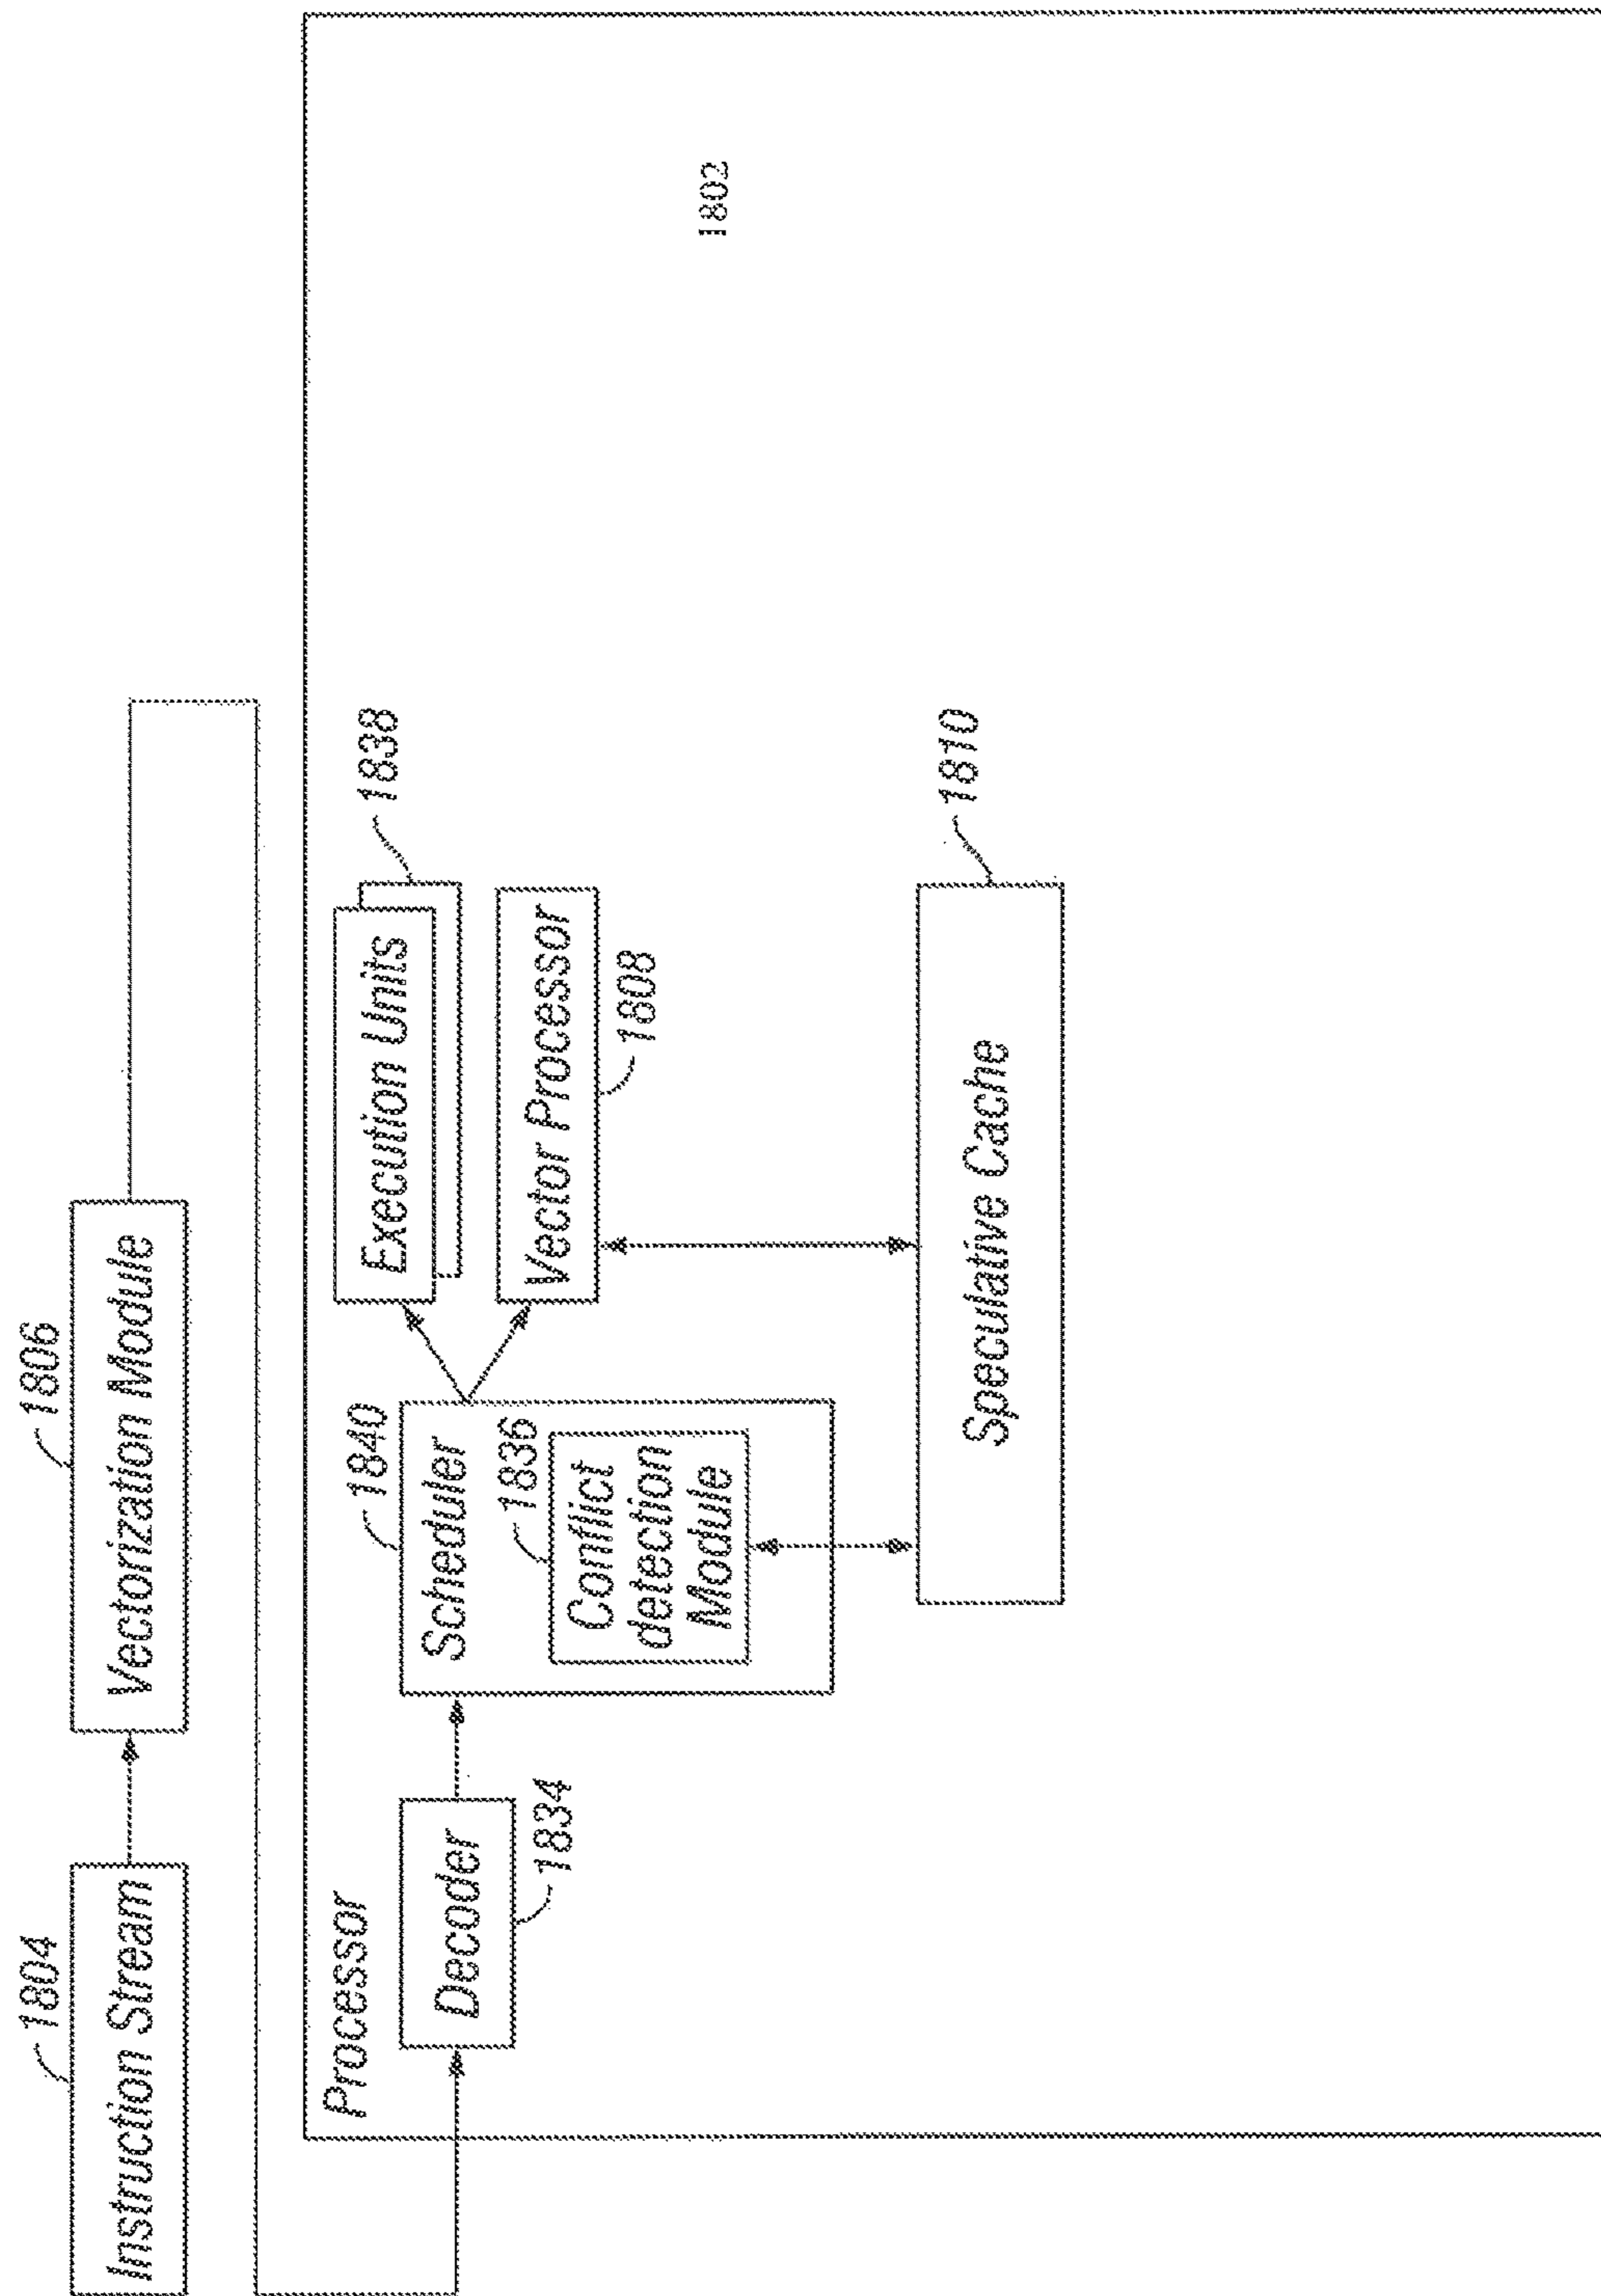 1804
Instruction Stream
1806
Vectorization Module
Processor
1802
Decoder
1834
1840
Scheduler
1836
Conflict
detection
Module
Execution Units
1838
Vector Processor
1808
Speculative Cache
1810